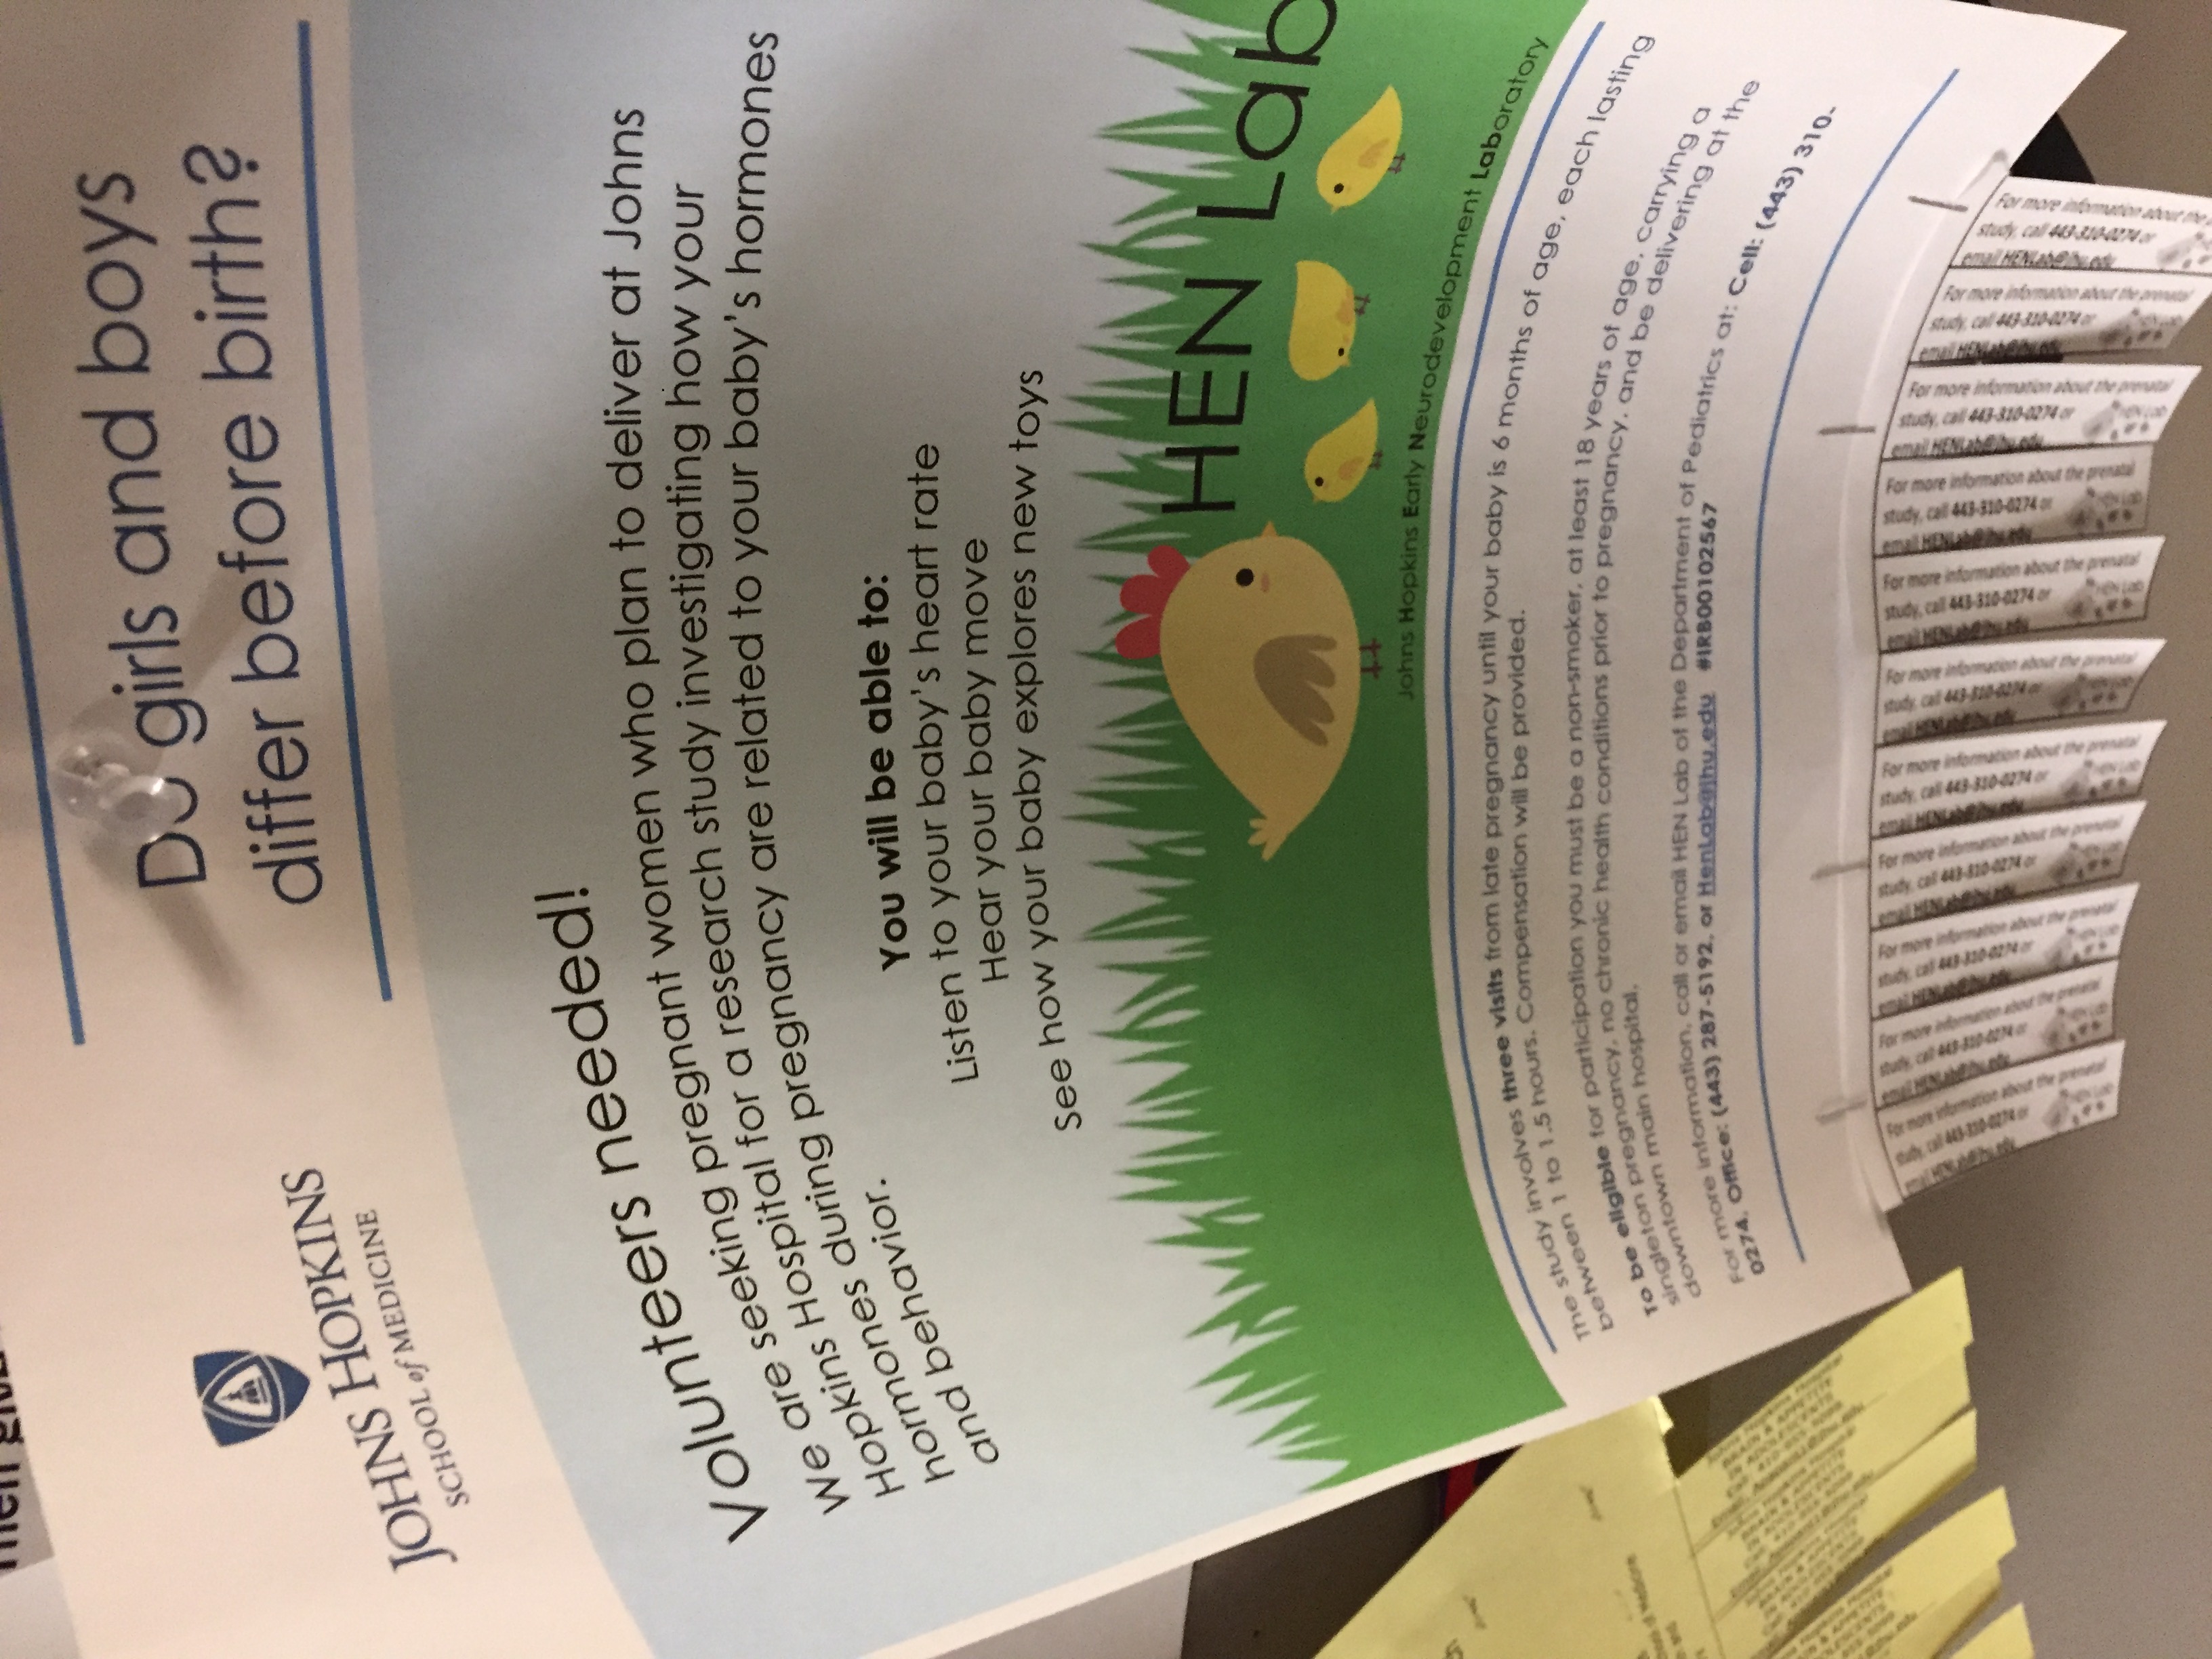 Then give
JOHNS HOPKINS
SCHOOL of MEDICINE
Do girls and boys
differ before birth?
Volunteers needed!
We are seeking pregnant women who plan to deliver at Johns
Hopkins Hospital for a research study investigating how your
hormones during pregnancy are related to your baby's hormones
and behavior.
You will be able to:
Listen to your baby's heart rate
Hear your baby move
See how your baby explores new toys
HEN Lab
Johns Hopkins Early Neurodevelopment Laboratory
The study involves three visits from late pregnancy until your baby is 6 months of age, each lasting
between 1 to 1.5 hours. Compensation will be provided.
To be eligible for participation you must be a non-smoker, at least 18 years of age, carrying a
singleton pregnancy, no chronic health conditions prior to pregnancy, and be delivering at the
downtown main hospital.
For more information, call or email HEN Lab of the Department of Pediatrics at: Cell: (443) 310-
0274, Office: (443) 287-5192, or HenLab@jhu.edu #IRB00102567
For more information about the prenatal
study, call 443-310-0274 or
email HENLab@jhu.edu
For more information about the prenatal
study, call 443-310-0274 or
email HENLab@jhu.edu
For more information about the prenatal
study, call 443-310-0274 or
email HENLab@jhu.edu
For more information about the prenatal
study, call 443-310-0274 or
email HENLab@jhu.edu
For more information about the prenatal
study, call 443-310-0274 or
email HENLab@jhu.edu
For more information about the prenatal
study, call 443-310-0274 or
email HENLab@jhu.edu
For more information about the prenatal
study, call 443-310-0274 or
email HENLab@jhu.edu
For more information about the prenatal
study, call 443-310-0274 or
email HENLab@jhu.edu
For more information about the prenatal
study, call 443-310-0274 or
email HENLab@jhu.edu
For more information about the prenatal
study, call 443-310-0274 or
email HENLab@jhu.edu
For more information about the
study, call 443-310-0274 or
email HENLab@jhu.edu
of Medicine